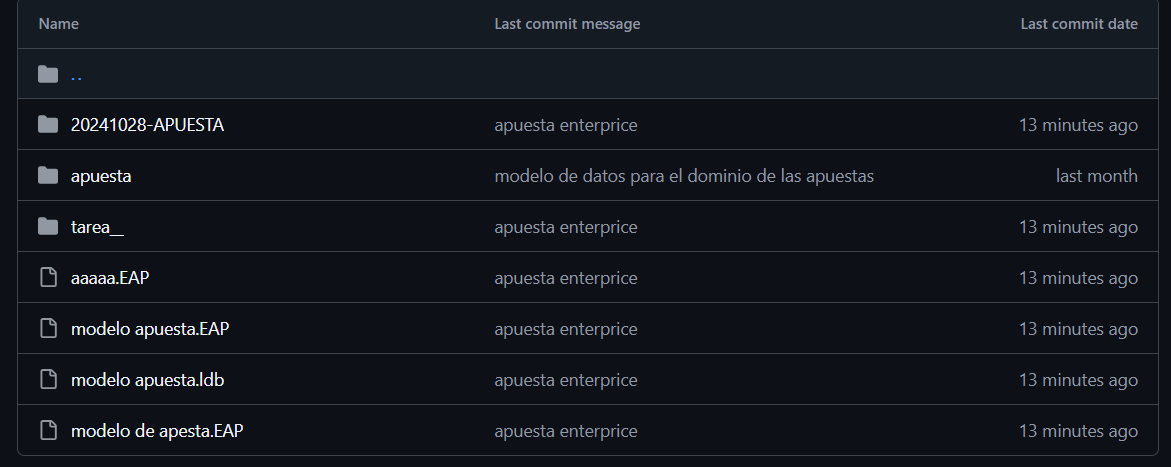 Name Last commit message Last commit date
..
20241028-APUESTA apuesta enterprice 13 minutes ago
apuesta modelo de datos para el dominio de las apuestas last month
tarea__ apuesta enterprice 13 minutes ago
aaaaa.EAP apuesta enterprice 13 minutes ago
modelo apuesta.EAP apuesta enterprice 13 minutes ago
modelo apuesta.ldb apuesta enterprice 13 minutes ago
modelo de apesta.EAP apuesta enterprice 13 minutes ago